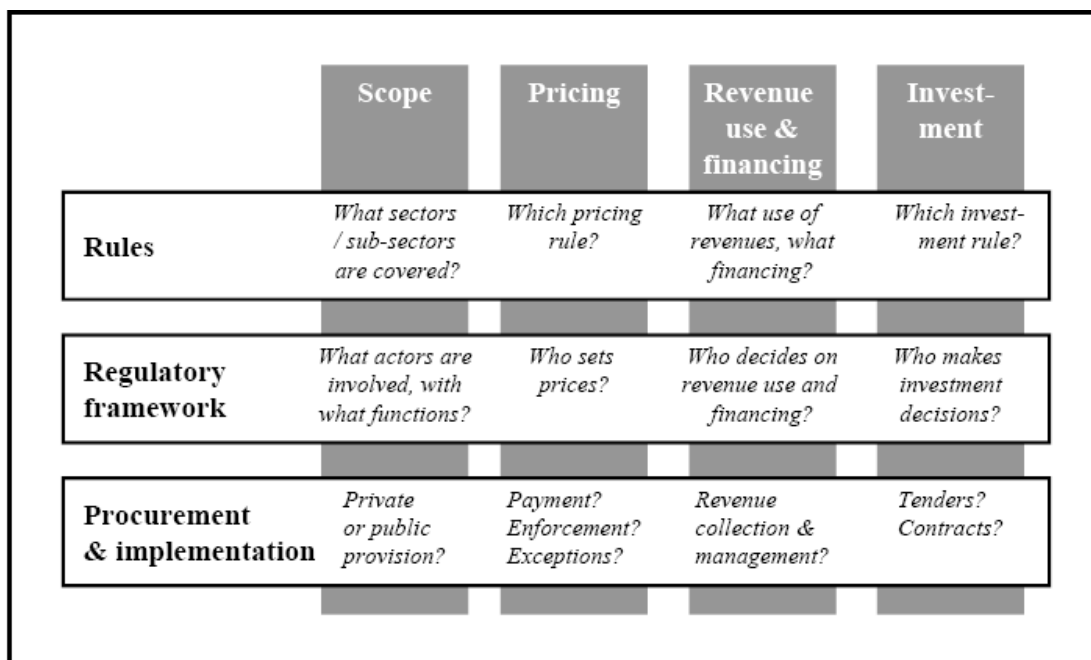 Scope
Pricing
Revenue
use &
financing
Invest-
ment
Rules
What sectors
/ sub-sectors
are covered?
Which pricing
rule?
What use of
revenues, what
financing?
Which invest-
ment rule?
Regulatory
framework
What actors are
involved, with
what functions?
Who sets
prices?
Who decides on
revenue use and
financing?
Who makes
investment
decisions?
Procurement
& implementation
Private
or public
provision?
Payment?
Enforcement?
Exceptions?
Revenue
collection &
management?
Tenders?
Contracts?